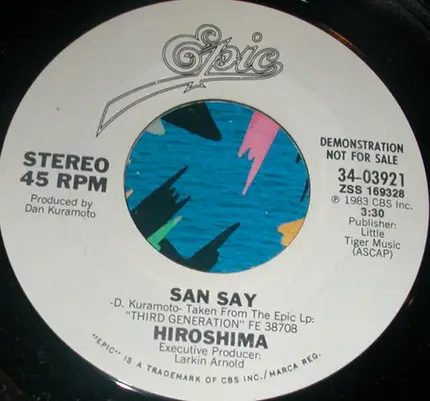 Epic
STEREO
45 RPM
Produced by
Dan Kuramoto
DEMONSTRATION
NOT FOR SALE
34-03921
ZSS 169328
℗ 1983 CBS Inc.
3:30
Publisher:
Little
Tiger Music
(ASCAP)
SAN SAY
-D. Kuramoto- Taken From The Epic Lp:
"THIRD GENERATION" FE 38708
HIROSHIMA
Executive Producer:
Larkin Arnold
"EPIC" IS A TRADEMARK OF CBS INC./MARCA REG.